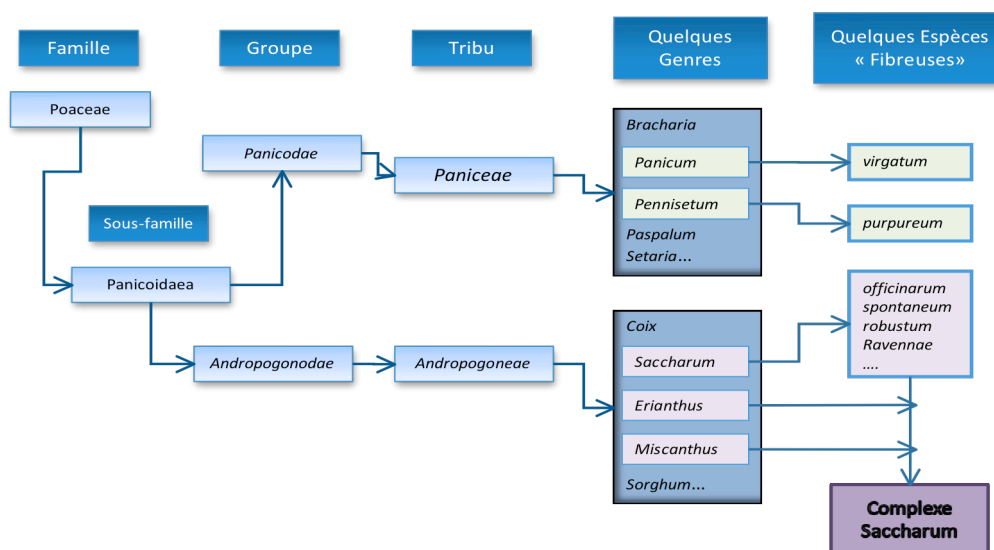 Famille
Groupe
Tribu
Quelques
Genres
Quelques Espèces
« Fibreuses»
Poaceae
Sous-famille
Panicoidaea
Panicodae
Paniceae
Bracharia
Panicum
Pennisetum
Paspalum
Setaria...
virgatum
purpureum
Andropogonodae
Andropogoneae
Coix
Saccharum
Erianthus
Miscanthus
Sorghum...
officinarum
spontaneum
robustum
Ravennae
....
Complexe
Saccharum